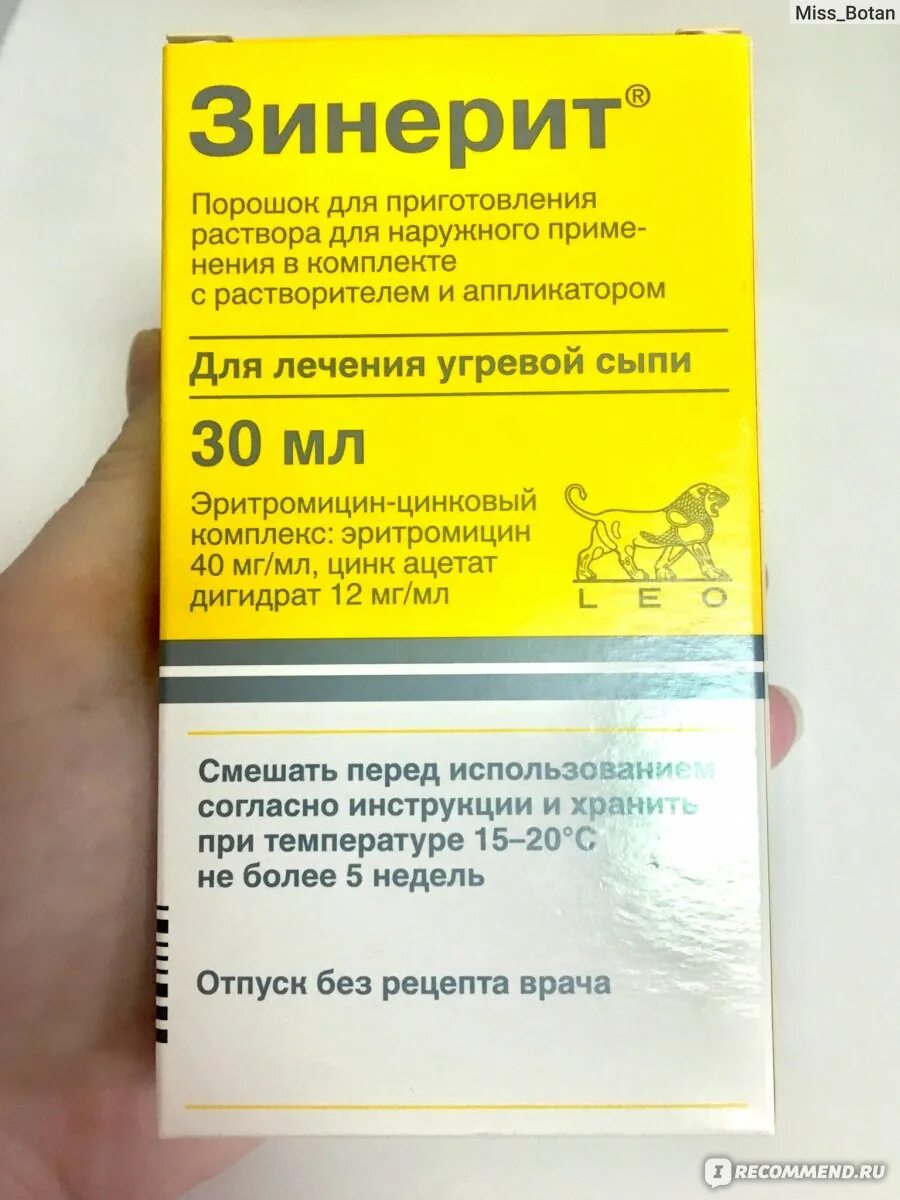 Miss_Botan
Зинерит®
Порошок для приготовления
раствора для наружного приме-
нения в комплекте
с растворителем и аппликатором
Для лечения угревой сыпи
30 мл
Эритромицин-цинковый
комплекс: эритромицин
40 мг/мл, цинк ацетат
дигидрат 12 мг/мл
LEO
Смешать перед использованием
согласно инструкции и хранить
при температуре 15–20°C
не более 5 недель
Отпуск без рецепта врача
IRECOMMEND.RU